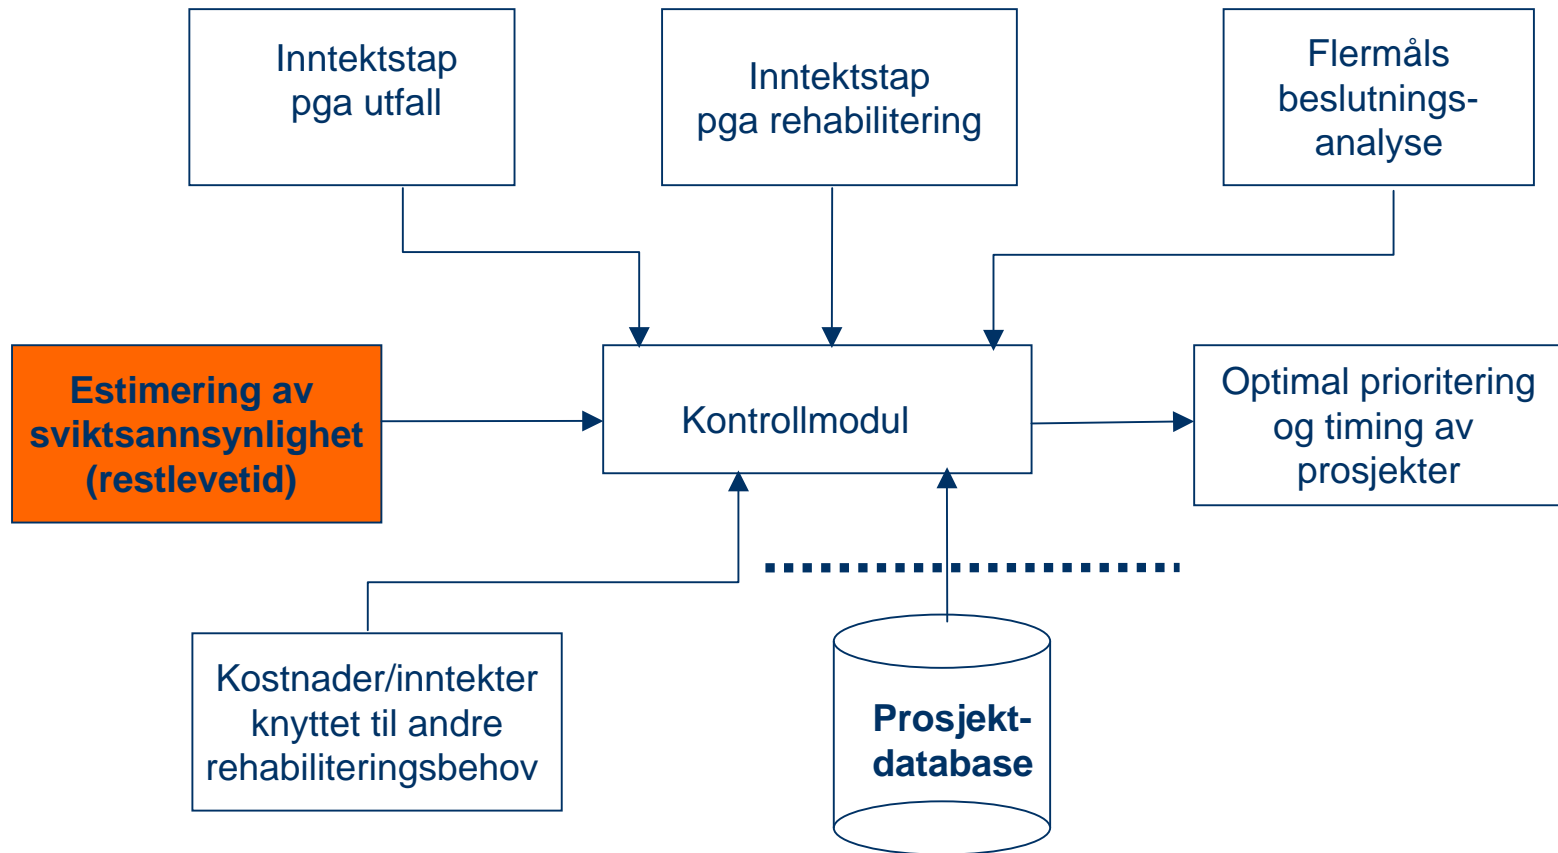 Inntektstap
pga utfall
Inntektstap
pga rehabilitering
Flermåls
beslutnings-
analyse
Estimering av
sviktsannsynlighet
(restlevetid)
Kontrollmodul
Optimal prioritering
og timing av
prosjekter
Kostnader/inntekter
knyttet til andre
rehabiliteringsbehov
Prosjekt-
database